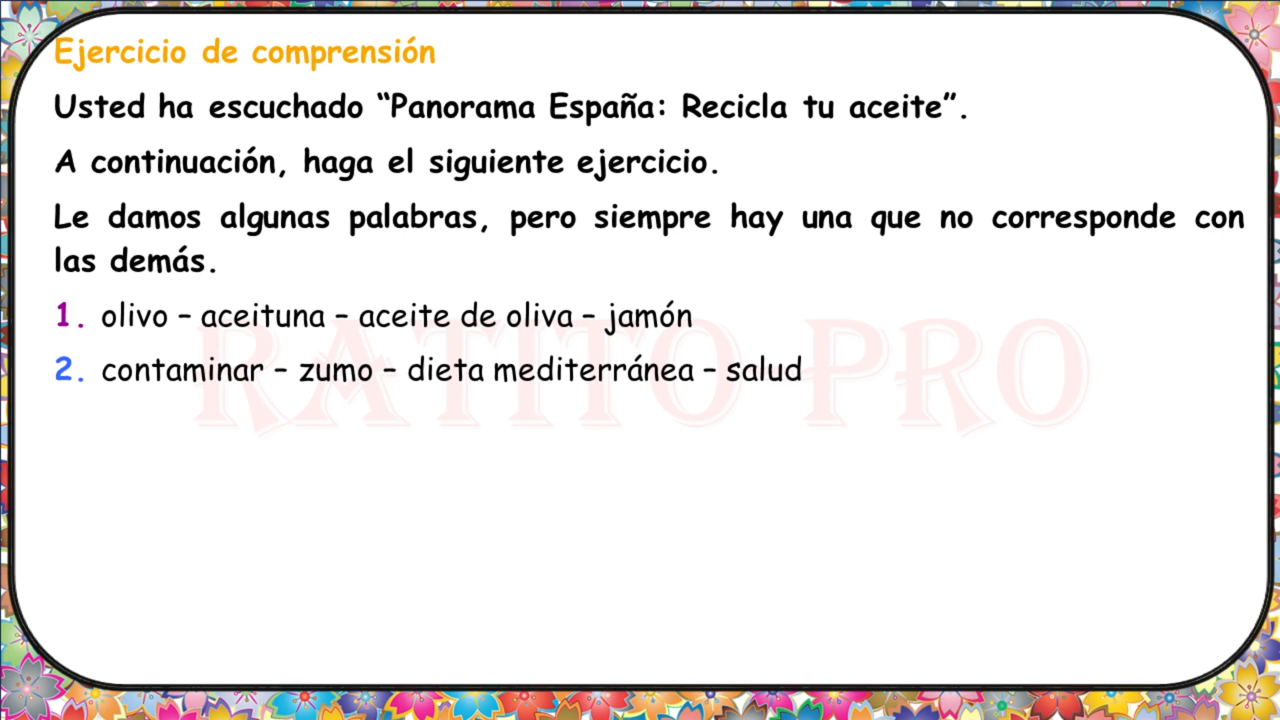 Ejercicio de comprensión
Usted ha escuchado “Panorama España: Recicla tu aceite”.
A continuación, haga el siguiente ejercicio.
Le damos algunas palabras, pero siempre hay una que no corresponde con
las demás.
1. olivo – aceituna – aceite de oliva – jamón
2. contaminar – zumo – dieta mediterránea – salud
RATITO PRO